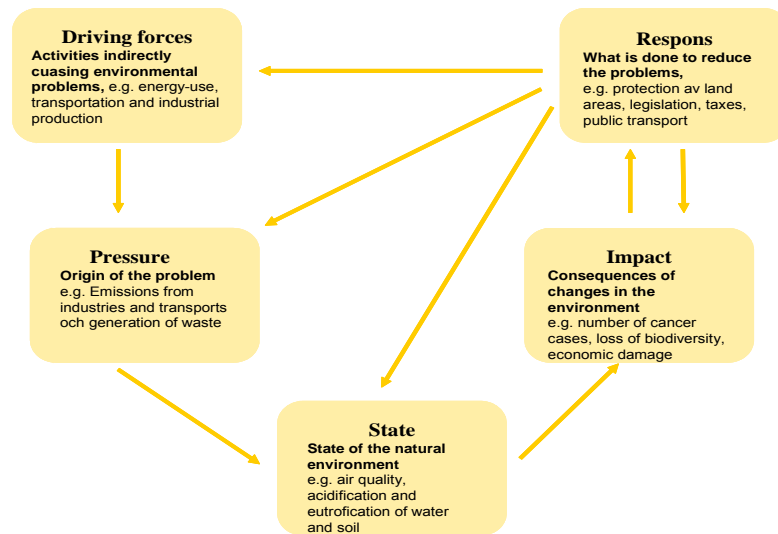 Driving forces
Activities indirectly
cuasing environmental
problems, e.g. energy-use,
transportation and industrial
production
Respons
What is done to reduce
the problems,
e.g. protection av land
areas, legislation, taxes,
public transport
Pressure
Origin of the problem
e.g. Emissions from
industries and transports
och generation of waste
Impact
Consequences of
changes in the
environment
e.g. number of cancer
cases, loss of biodiversity,
economic damage
State
State of the natural
environment
e.g. air quality,
acidification and
eutrofication of water
and soil